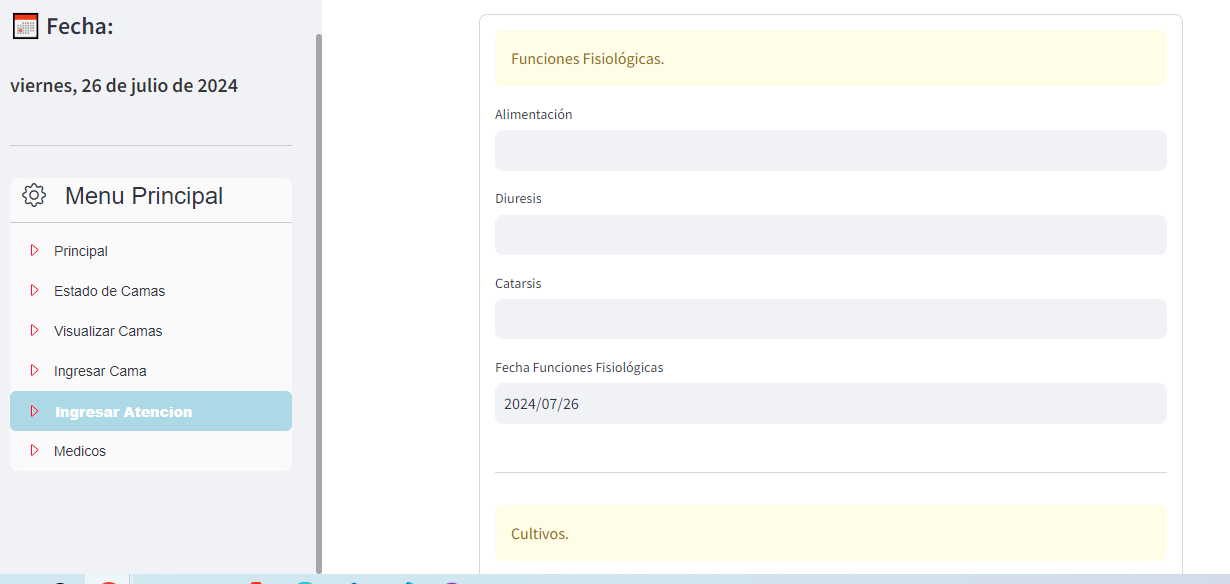 Fecha:
viernes, 26 de julio de 2024
Menu Principal
Principal
Estado de Camas
Visualizar Camas
Ingresar Cama
Ingresar Atencion
Medicos
Funciones Fisiológicas.
Alimentación
Diuresis
Catarsis
Fecha Funciones Fisiológicas
2024/07/26
Cultivos.